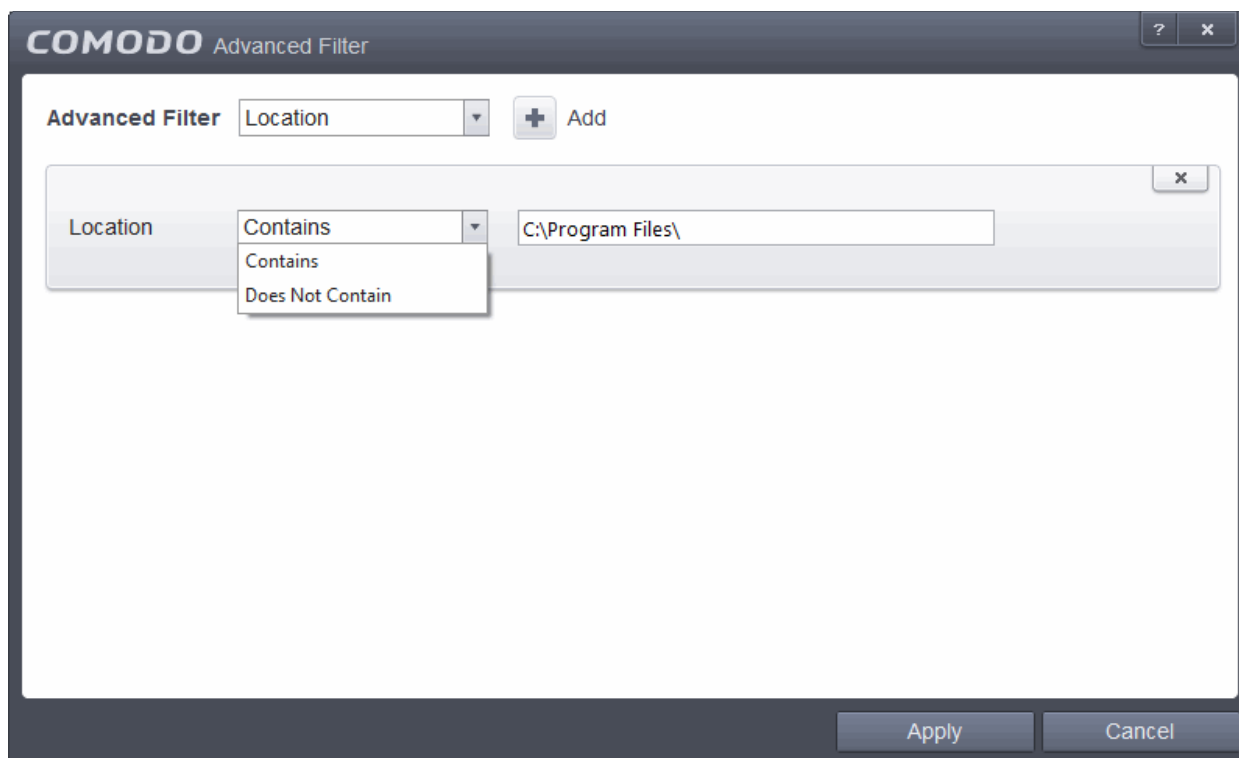 COMODO Advanced Filter ? ×
Advanced Filter Location Add
Location Contains C:\Program Files\
Contains
Does Not Contain
Apply Cancel